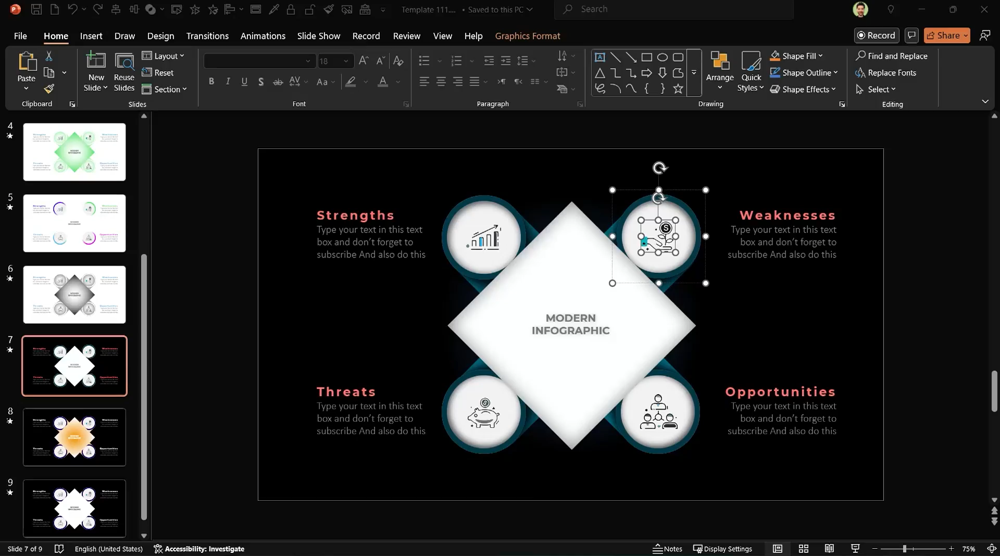 Template 111.... • Saved to this PC
Search
File
Home
Insert
Draw
Design
Transitions
Animations
Slide Show
Record
Review
View
Help
Graphics Format
Record
Share
Paste
New
Slide
Reuse
Slides
Layout
Reset
Section
18
Shape Fill
Shape Outline
Shape Effects
Arrange
Quick
Styles
Find and Replace
Replace Fonts
Select
Clipboard
Slides
Font
Paragraph
Drawing
Editing
4
5
6
7
8
9
Strengths
Type your text in this text
box and don't forget to
subscribe And also do this
Weaknesses
Type your text in this text
box and don't forget to
subscribe And also do this
MODERN
INFOGRAPHIC
Threats
Type your text in this text
box and don't forget to
subscribe And also do this
Opportunities
Type your text in this text
box and don't forget to
subscribe And also do this
Slide 7 of 9
English (United States)
Accessibility: Investigate
Notes
Display Settings
75%